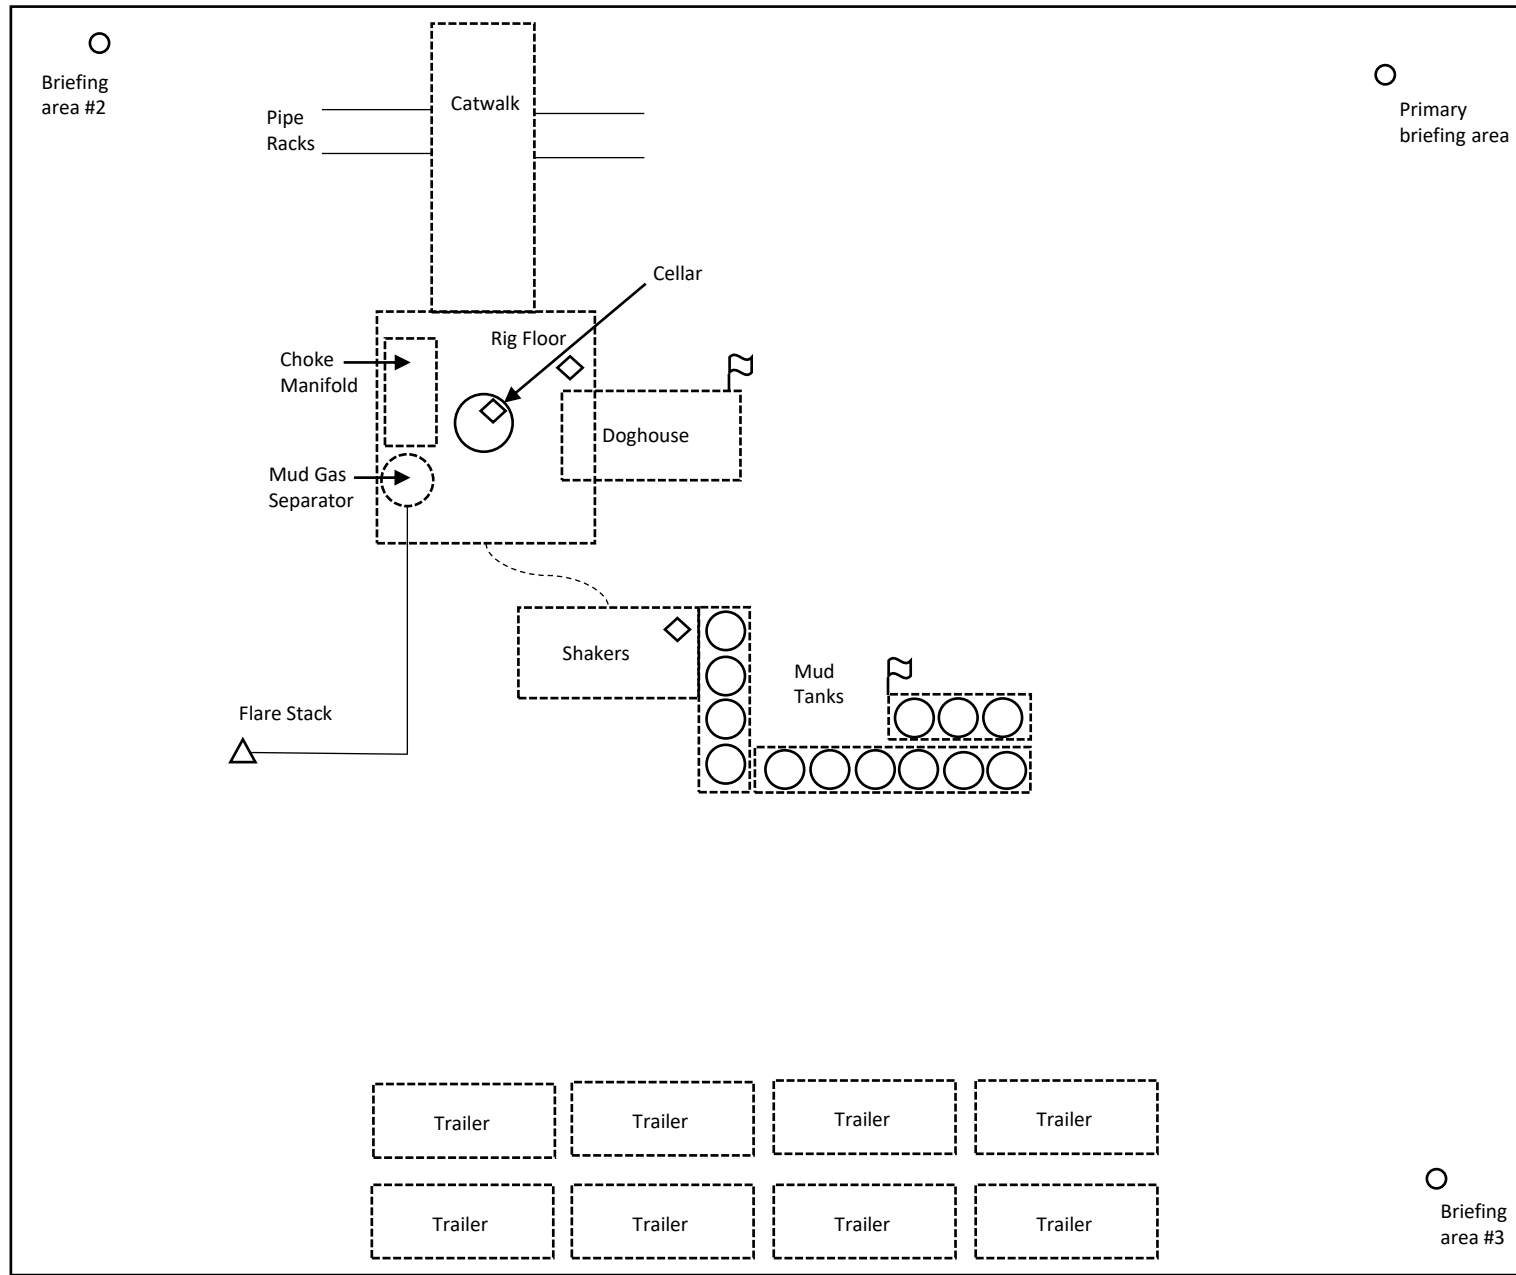 Briefing
area #2
Catwalk
Pipe
Racks
Primary
briefing area
Cellar
Rig Floor
Choke
Manifold
Doghouse
Mud Gas
Separator
Shakers
Mud
Tanks
Flare Stack
Trailer
Trailer
Trailer
Trailer
Trailer
Trailer
Trailer
Trailer
Briefing
area #3